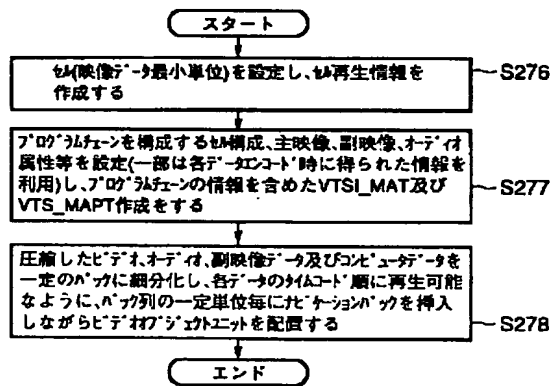 スタート
セル(映像データ最小単位)を設定し、セル再生情報を
作成する
S276
プログラムチェーンを構成するセル構成、主映像、副映像、オーディオ
属性等を設定(一部は各データエンコード時に得られた情報を
利用)し、プログラムチェーンの情報を含めたVTSI_MAT及び
VTS_MAPT作成をする
S277
圧縮したビデオ、オーディオ、副映像データ及びコンピュータデータを
一定のパックに細分化し、各データのタイムコード順に再生可能
なように、パック列の一定単位毎にナビゲーションパックを挿入
しながらビデオオブジェクトユニットを配置する
S278
エンド